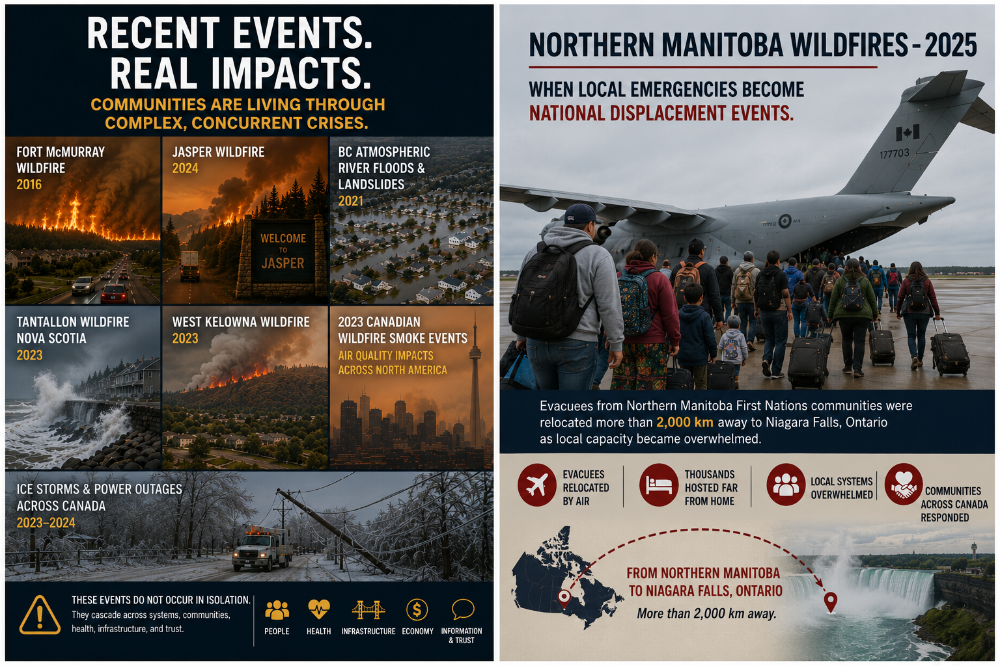 RECENT EVENTS.
REAL IMPACTS.
COMMUNITIES ARE LIVING THROUGH
COMPLEX, CONCURRENT CRISES.
FORT McMURRAY
WILDFIRE
2016
JASPER WILDFIRE
2024
WELCOME
TO
JASPER
BC ATMOSPHERIC
RIVER FLOODS &
LANDSLIDES
2021
TANTALLON WILDFIRE
NOVA SCOTIA
2023
WEST KELOWNA WILDFIRE
2023
2023 CANADIAN
WILDFIRE SMOKE EVENTS
AIR QUALITY IMPACTS
ACROSS NORTH AMERICA
ICE STORMS & POWER OUTAGES
ACROSS CANADA
2023–2024
THESE EVENTS DO NOT OCCUR IN ISOLATION.
They cascade across systems, communities,
health, infrastructure, and trust.
PEOPLE
HEALTH
INFRASTRUCTURE
ECONOMY
INFORMATION
& TRUST
NORTHERN MANITOBA WILDFIRES - 2025
WHEN LOCAL EMERGENCIES BECOME
NATIONAL DISPLACEMENT EVENTS.
177703
Evacuees from Northern Manitoba First Nations communities were
relocated more than 2,000 km away to Niagara Falls, Ontario
as local capacity became overwhelmed.
EVACUEES
RELOCATED
BY AIR
THOUSANDS
HOSTED FAR
FROM HOME
LOCAL SYSTEMS
OVERWHELMED
COMMUNITIES
ACROSS CANADA
RESPONDED
FROM NORTHERN MANITOBA
TO NIAGARA FALLS, ONTARIO
More than 2,000 km away.